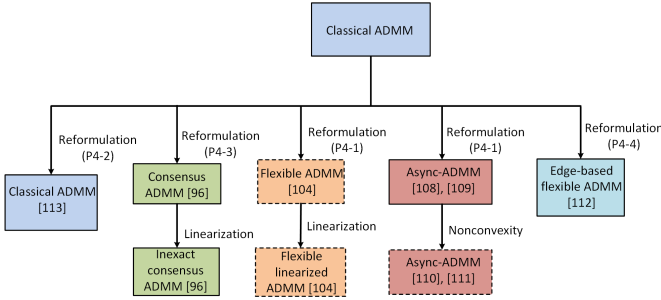 Classical ADMM
Reformulation
(P4-2)
Reformulation
(P4-3)
Reformulation
(P4-1)
Reformulation
(P4-1)
Reformulation
(P4-4)
Classical ADMM
[113]
Consensus
ADMM [96]
Flexible ADMM
[104]
Async-ADMM
[108], [109]
Edge-based
flexible ADMM
[112]
Linearization
Linearization
Nonconvexity
Inexact
consensus
ADMM [96]
Flexible
linearized
ADMM [104]
Async-ADMM
[110], [111]